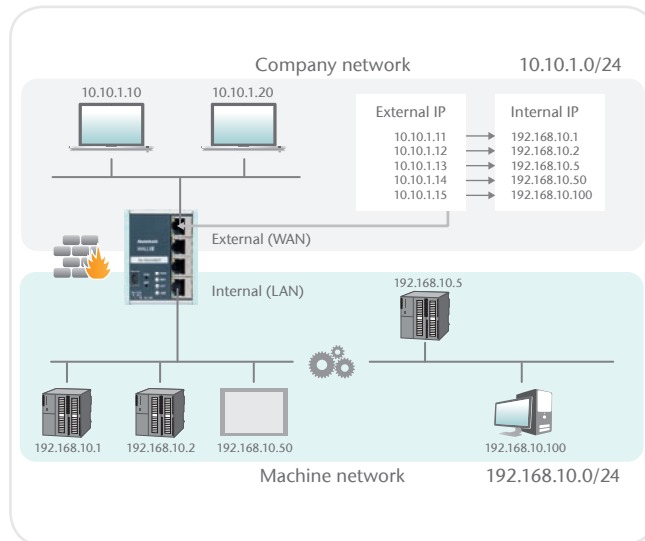 Company network 10.10.1.0/24
10.10.1.10 10.10.1.20
External IP Internal IP
10.10.1.11 192.168.10.1
10.10.1.12 192.168.10.2
10.10.1.13 192.168.10.5
10.10.1.14 192.168.10.50
10.10.1.15 192.168.10.100
External (WAN)
Internal (LAN)
192.168.10.5
192.168.10.1 192.168.10.2 192.168.10.50 192.168.10.100
Machine network 192.168.10.0/24